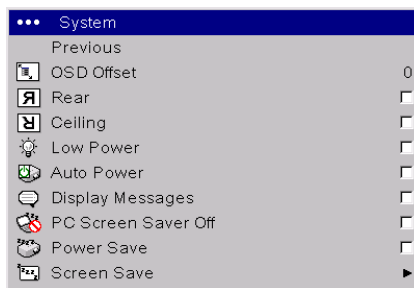 ••• System
Previous
OSD Offset 0
Rear
Ceiling
Low Power
Auto Power
Display Messages
PC Screen Saver Off
Power Save
Screen Save